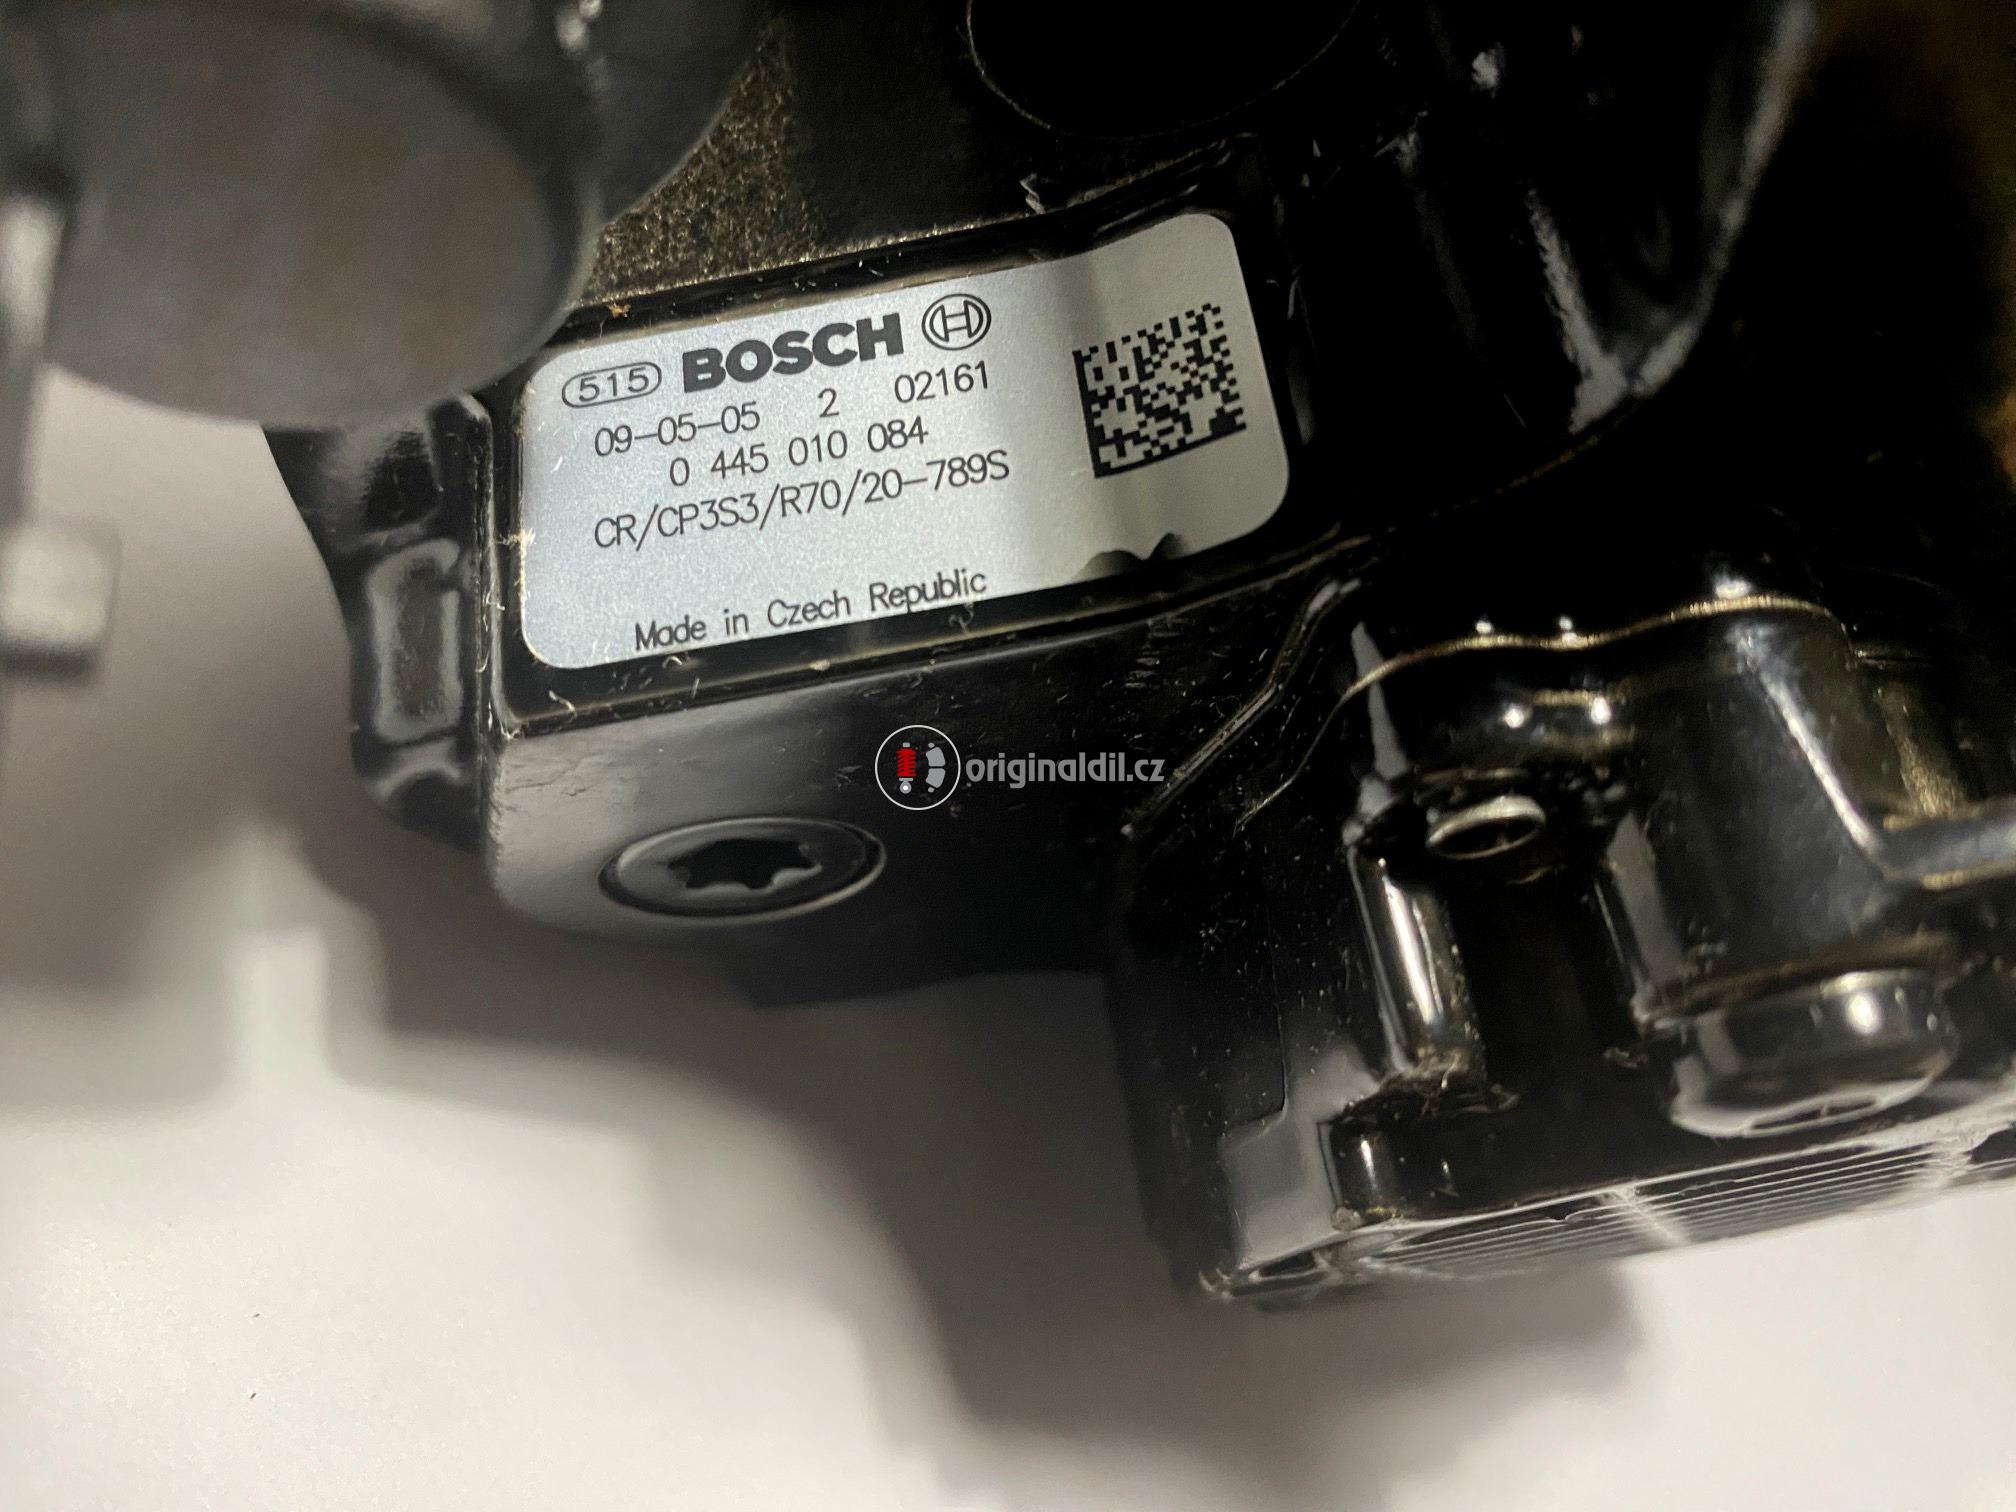 515 BOSCH
09-05-05 2 02161
0 445 010 084
CR/CP3S3/R70/20-789S
Made in Czech Republic
originaldil.cz